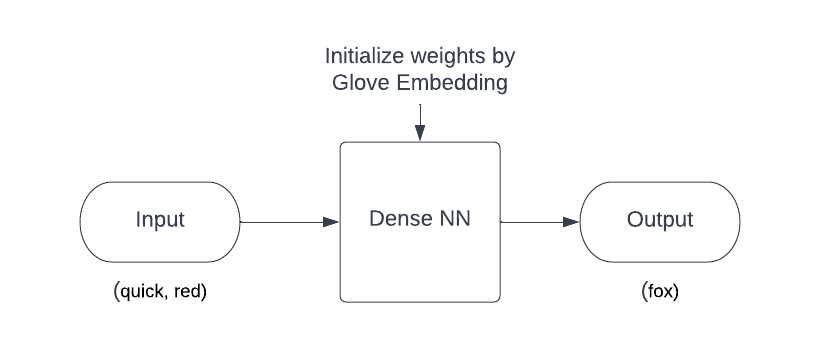 Initialize weights by
Glove Embedding
Input
Dense NN
Output
(quick, red)
(fox)